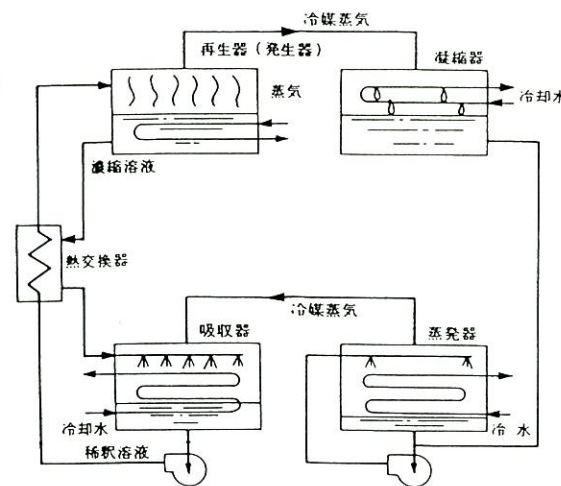 冷媒蒸気
再生器(発生器)
凝縮器
蒸気
冷却水
濃縮溶液
熱交換器
冷媒蒸気
吸収器
蒸発器
冷却水
冷水
稀釈溶液